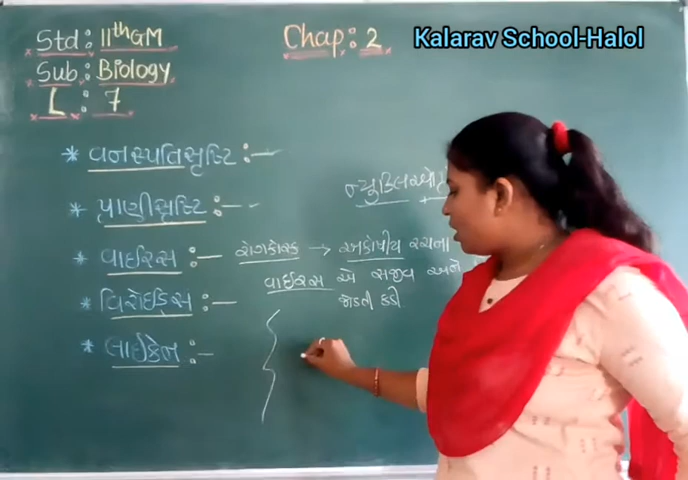 Std : 11th GM
Chap : 2
Kalarav School-Halol
Sub : Biology
L : 7
* વનસ્પતિસૃષ્ટિ :-
* પ્રાણીસૃષ્ટિ :-
* વાઈરસ :- રોગકારક → અકોષીય રચના
વાઈરસ એ સજીવ અને
જોડતી કડી
* વિરોઈડ્સ :-
* લાઈકેન :-